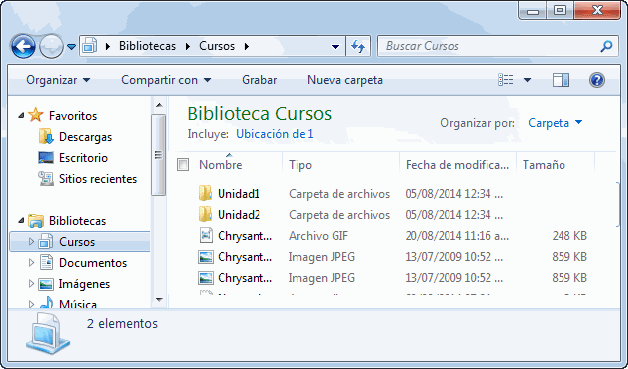 Bibliotecas Cursos Buscar Cursos
Organizar Compartir con Grabar Nueva carpeta
Favoritos
Descargas
Escritorio
Sitios recientes
Bibliotecas
Cursos
Documentos
Imágenes
Música
Biblioteca Cursos
Incluye: Ubicación de 1
Organizar por: Carpeta
Nombre Tipo Fecha de modifica... Tamaño
Unidad1 Carpeta de archivos 05/08/2014 12:34 ...
Unidad2 Carpeta de archivos 05/08/2014 12:34 ...
Chrysant... Archivo GIF 20/08/2014 11:16 a... 248 KB
Chrysant... Imagen JPEG 13/07/2009 10:52 ... 859 KB
Chrysant... Imagen JPEG 13/07/2009 10:52 ... 859 KB
2 elementos